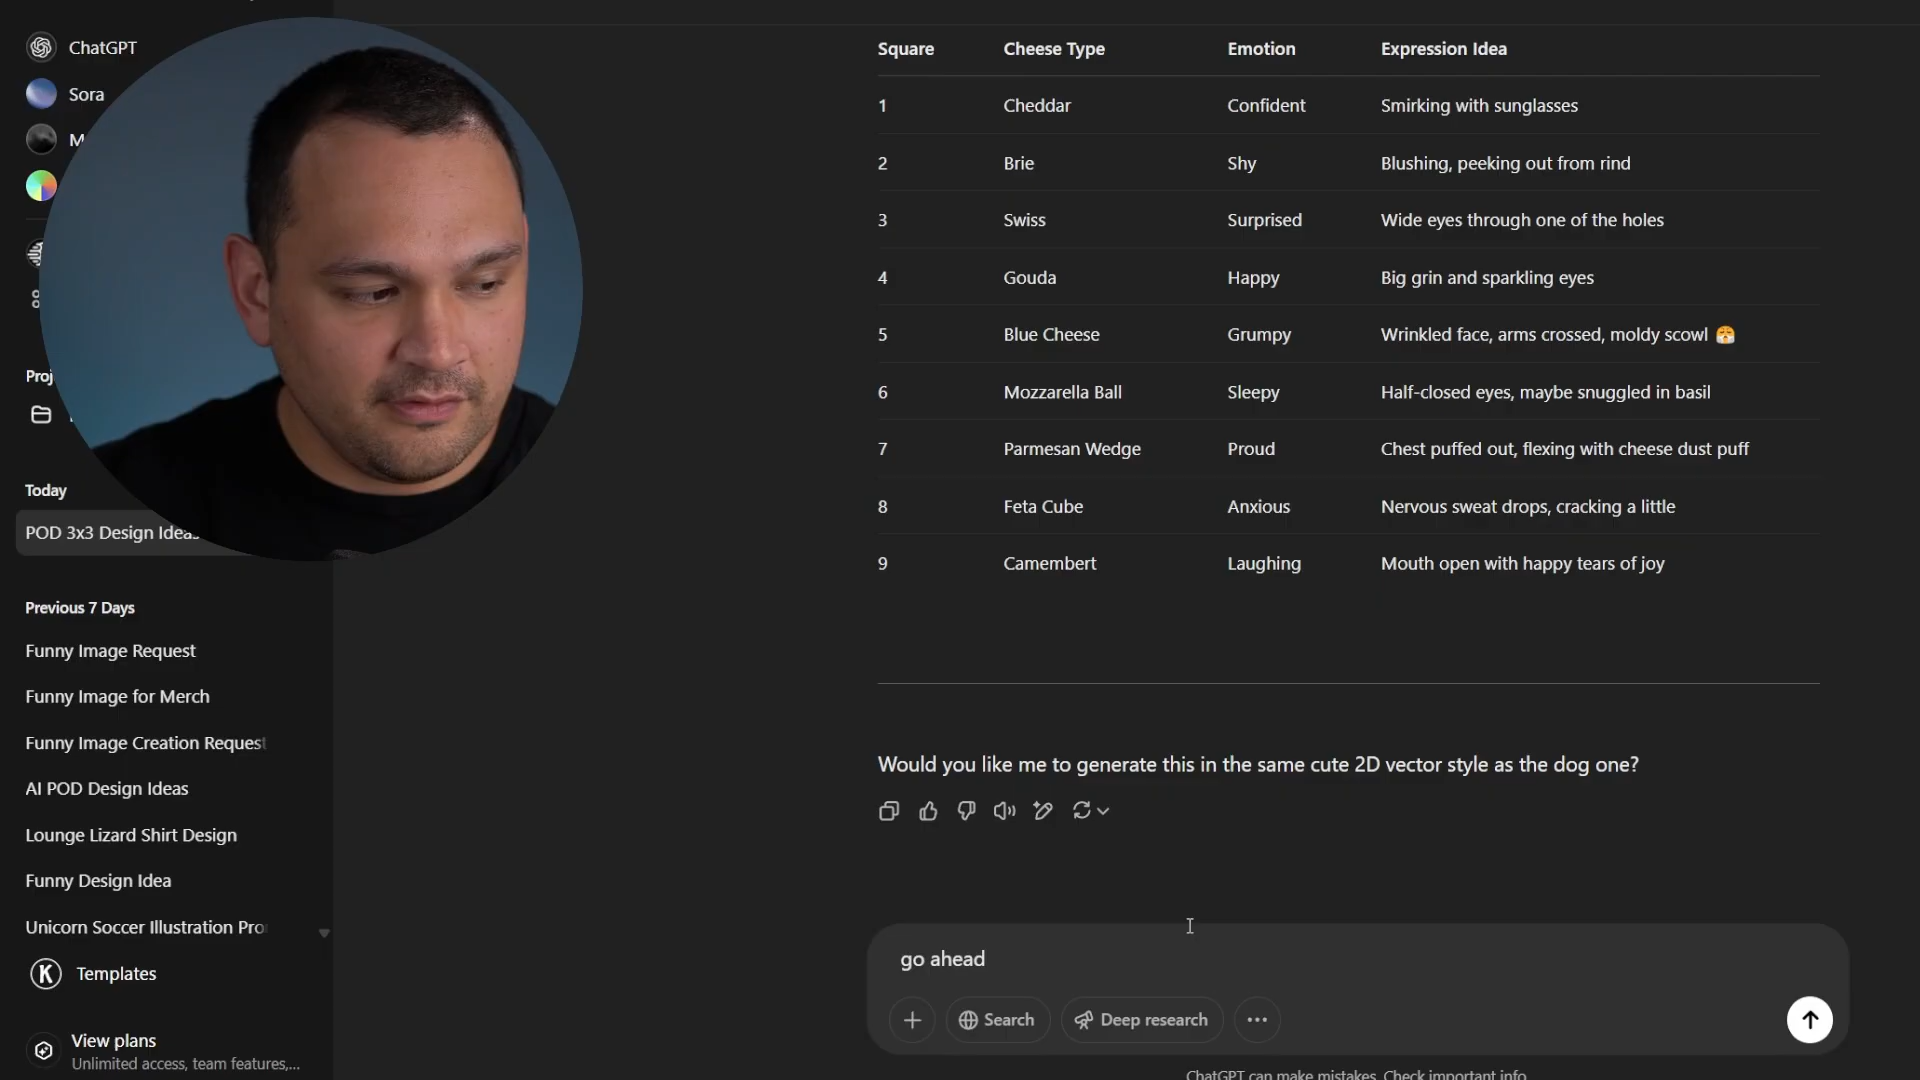 ChatGPT
Sora
M
Proj
Today
POD 3x3 Design Ideas
Previous 7 Days
Funny Image Request
Funny Image for Merch
Funny Image Creation Request
AI POD Design Ideas
Lounge Lizard Shirt Design
Funny Design Idea
Unicorn Soccer Illustration Pro
K Templates
View plans
Unlimited access, team features,...
Square Cheese Type Emotion Expression Idea
1 Cheddar Confident Smirking with sunglasses
2 Brie Shy Blushing, peeking out from rind
3 Swiss Surprised Wide eyes through one of the holes
4 Gouda Happy Big grin and sparkling eyes
5 Blue Cheese Grumpy Wrinkled face, arms crossed, moldy scowl 😤
6 Mozzarella Ball Sleepy Half-closed eyes, maybe snuggled in basil
7 Parmesan Wedge Proud Chest puffed out, flexing with cheese dust puff
8 Feta Cube Anxious Nervous sweat drops, cracking a little
9 Camembert Laughing Mouth open with happy tears of joy
Would you like me to generate this in the same cute 2D vector style as the dog one?
go ahead
Search Deep research
ChatGPT can make mistakes. Check important info.